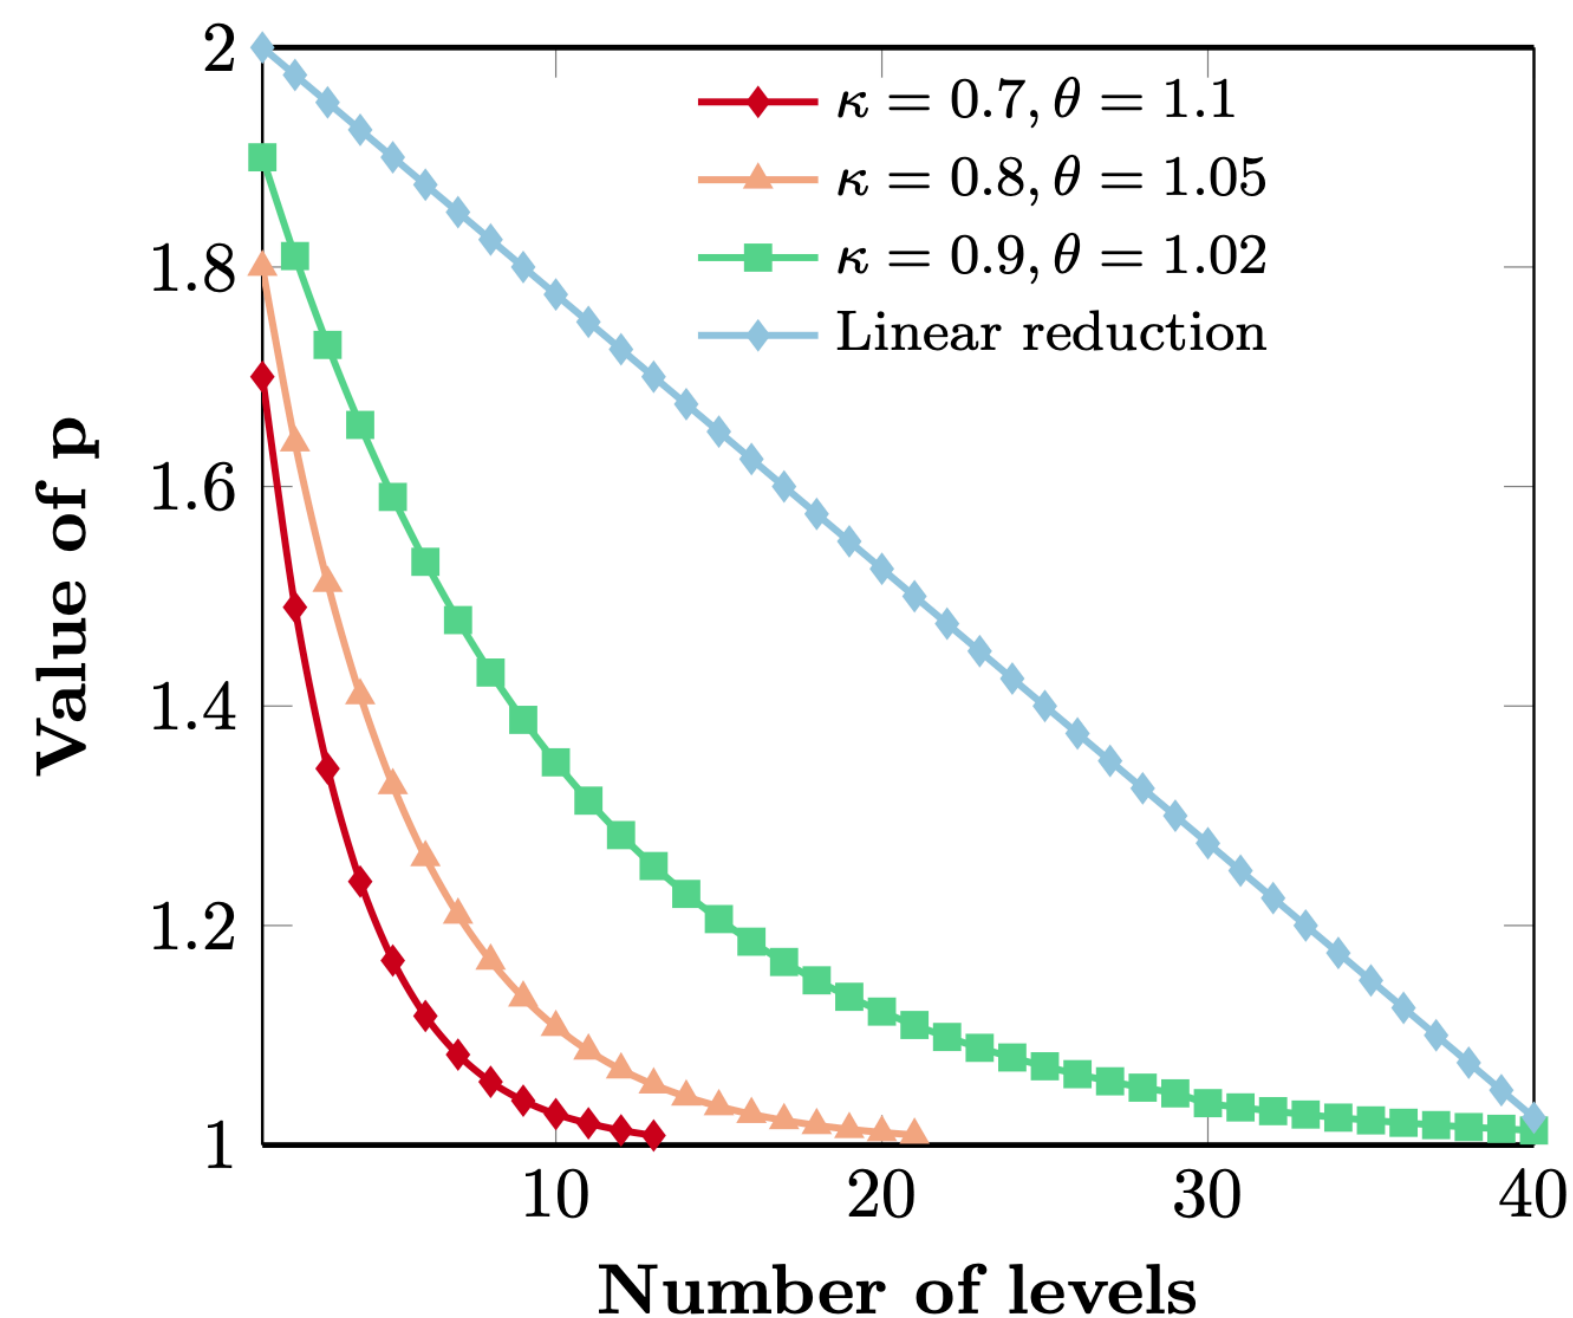 2
1.8
1.6
1.4
1.2
1
Value of p
κ = 0.7, θ = 1.1
κ = 0.8, θ = 1.05
κ = 0.9, θ = 1.02
Linear reduction
10 20 30 40
Number of levels